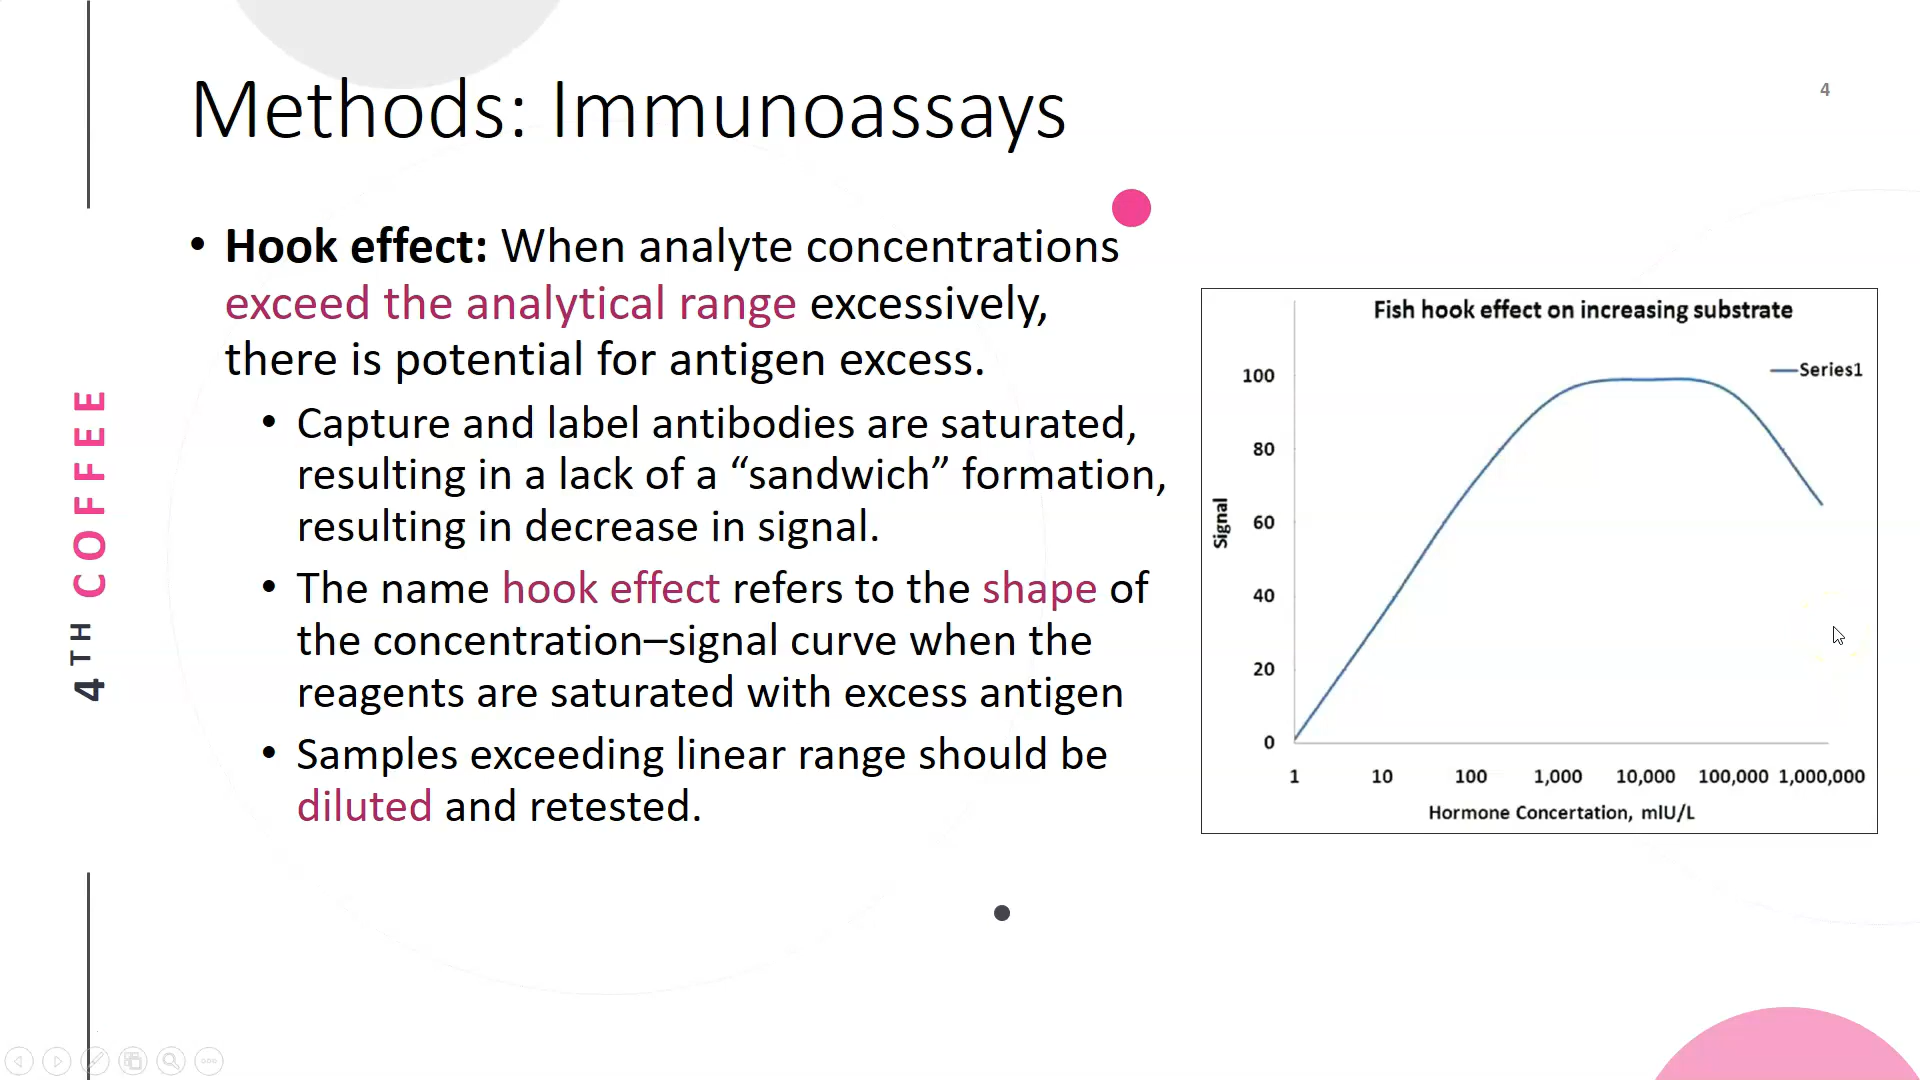 Methods: Immunoassays
4
• Hook effect: When analyte concentrations
exceed the analytical range excessively,
there is potential for antigen excess.
• Capture and label antibodies are saturated,
resulting in a lack of a “sandwich” formation,
resulting in decrease in signal.
• The name hook effect refers to the shape of
the concentration–signal curve when the
reagents are saturated with excess antigen
• Samples exceeding linear range should be
diluted and retested.
4TH COFFEE
Fish hook effect on increasing substrate
Series1
100
80
60
40
20
0
Signal
1 10 100 1,000 10,000 100,000 1,000,000
Hormone Concertation, mIU/L